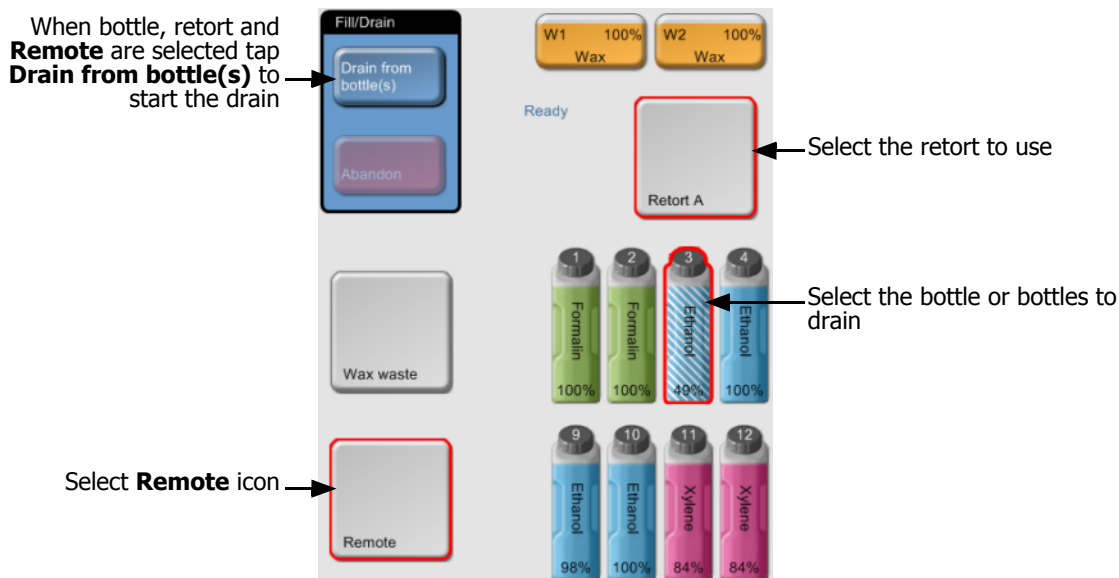 When bottle, retort and
Remote are selected tap
Drain from bottle(s) to
start the drain
Fill/Drain
Drain from
bottle(s)
Abandon
W1 100%
Wax
W2 100%
Wax
Ready
Retort A
Select the retort to use
Wax waste
1
Formalin
100%
2
Formalin
100%
3
Ethanol
49%
4
Ethanol
100%
Select the bottle or bottles to
drain
Select Remote icon
Remote
9
Ethanol
98%
10
Ethanol
100%
11
Xylene
84%
12
Xylene
84%